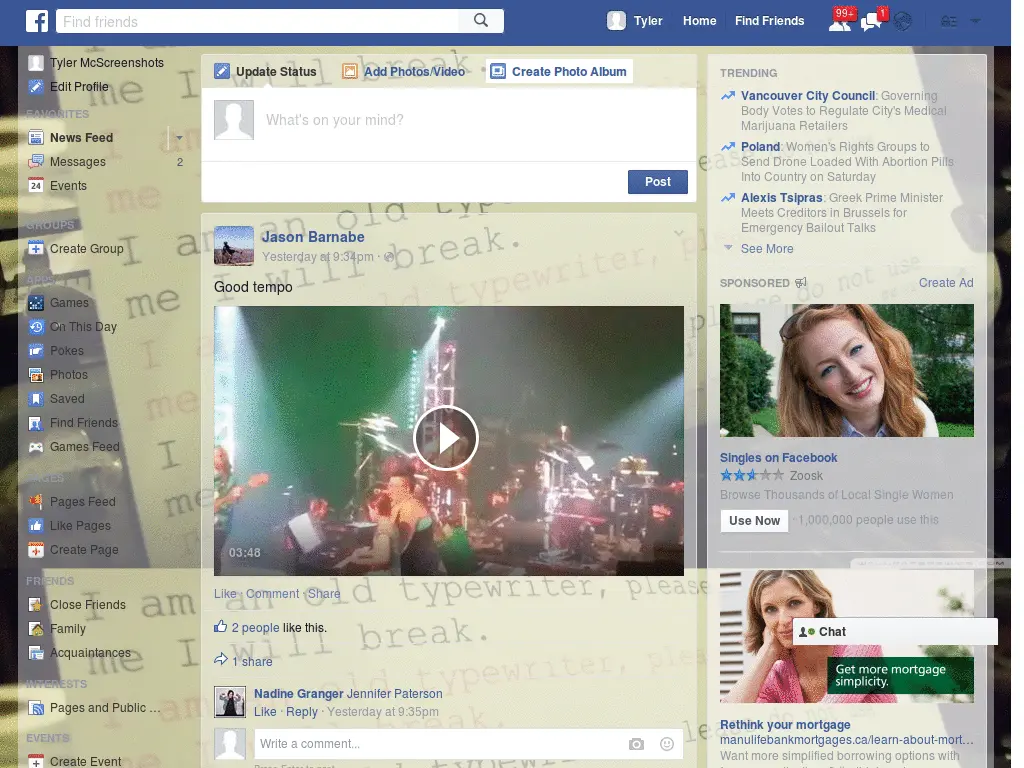 Find friends
Tyler
Home
Find Friends
99+
1
Tyler McScreenshots
Edit Profile
FAVORITES
News Feed
Messages
2
Events
24
GROUPS
Create Group
APPS
Games
On This Day
Pokes
Photos
Saved
Find Friends
Games Feed
Pages Feed
Like Pages
Create Page
FRIENDS
Close Friends
Family
Acquaintances
INTERESTS
Pages and Public ...
EVENTS
Create Event
Update Status
Add Photos/Video
Create Photo Album
What's on your mind?
Post
Jason Barnabe
Yesterday at 9:34pm ·
Good tempo
03:48
Like · Comment · Share
2 people like this.
1 share
Nadine Granger Jennifer Paterson
Like · Reply · Yesterday at 9:35pm
Write a comment...
TRENDING
Vancouver City Council: Governing
Body Votes to Regulate City's Medical
Marijuana Retailers
Poland: Women's Rights Groups to
Send Drone Loaded With Abortion Pills
Into Country on Saturday
Alexis Tsipras: Greek Prime Minister
Meets Creditors in Brussels for
Emergency Bailout Talks
See More
SPONSORED
Create Ad
Singles on Facebook
Zoosk
Browse Thousands of Local Single Women
Use Now
· 1,000,000 people use this
Chat
Get more mortgage
simplicity.
Rethink your mortgage
manulifebankmortgages.ca/learn-about-mort...
Want more simplified borrowing options with
I am an old typewriter, please
me I will break.
I am an old typewriter, please do not use
me I will break.
I am an old typewriter, please
me I will break.